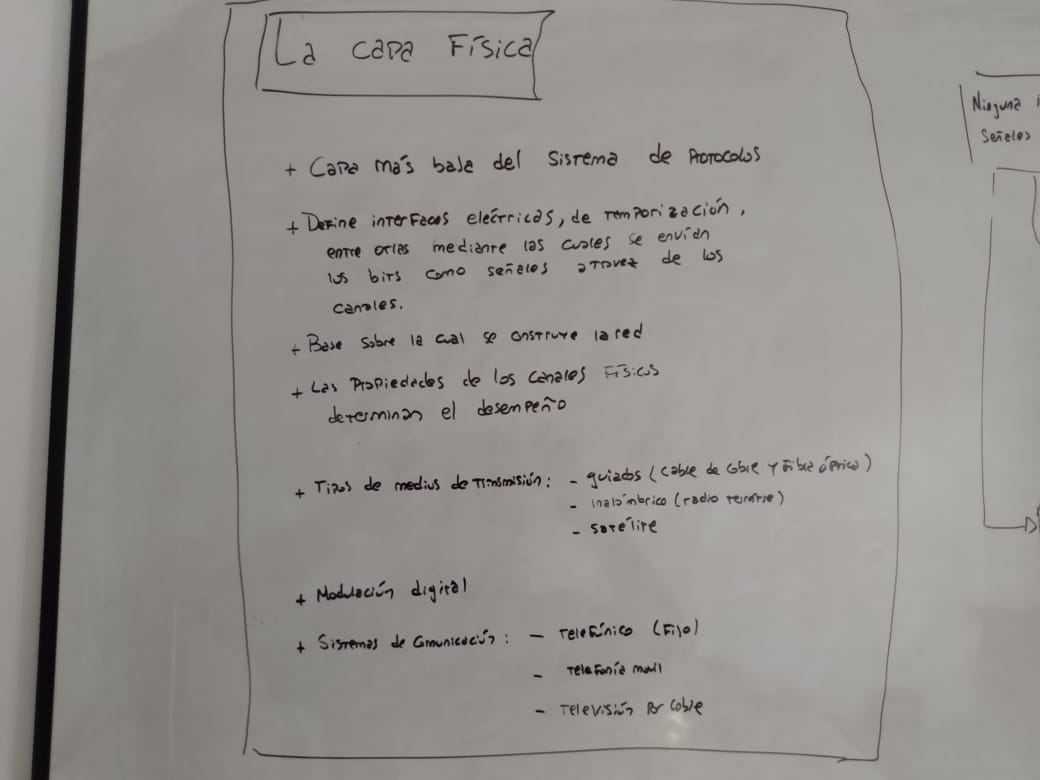 La capa Física
+ Capa más baja del sistema de Protocolos
+ Define interfaces eléctricas, de temporización,
entre otras mediante las cuales se envían
los bits como señales atravez de los
canales.
+ Base sobre la cual se construye la red
+ Las Propiedades de los canales Físicos
determinan el desempeño
+ Tipos de medios de Transmisión: - guiados (cable de cobre y Fibra óptica)
- inalámbrico (radio terrestre)
- satélite
+ Modulación digital
+ Sistemas de Comunicación: - Telefónico (Fijo)
- Telefonía movil
- Televisión Por cable
Ninguna
Señales